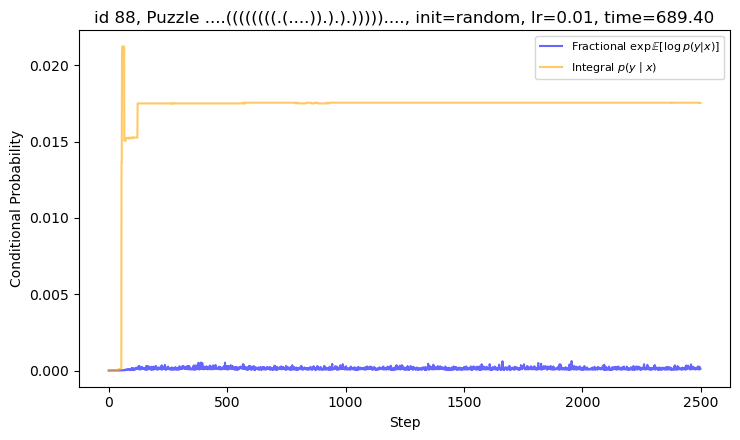 id 88, Puzzle ....((((((((.(....)).).).)))))...., init=random, lr=0.01, time=689.40
Fractional exp𝔼[log p(y|x)]
Integral p(y | x)
Conditional Probability
0.020
0.015
0.010
0.005
0.000
0 500 1000 1500 2000 2500
Step